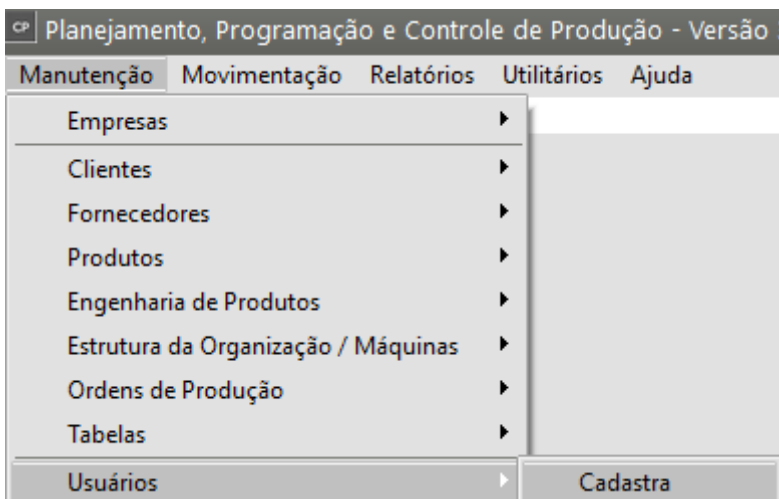 CP Planejamento, Programação e Controle de Produção - Versão
Manutenção Movimentação Relatórios Utilitários Ajuda
Empresas
Clientes
Fornecedores
Produtos
Engenharia de Produtos
Estrutura da Organização / Máquinas
Ordens de Produção
Tabelas
Usuários Cadastra